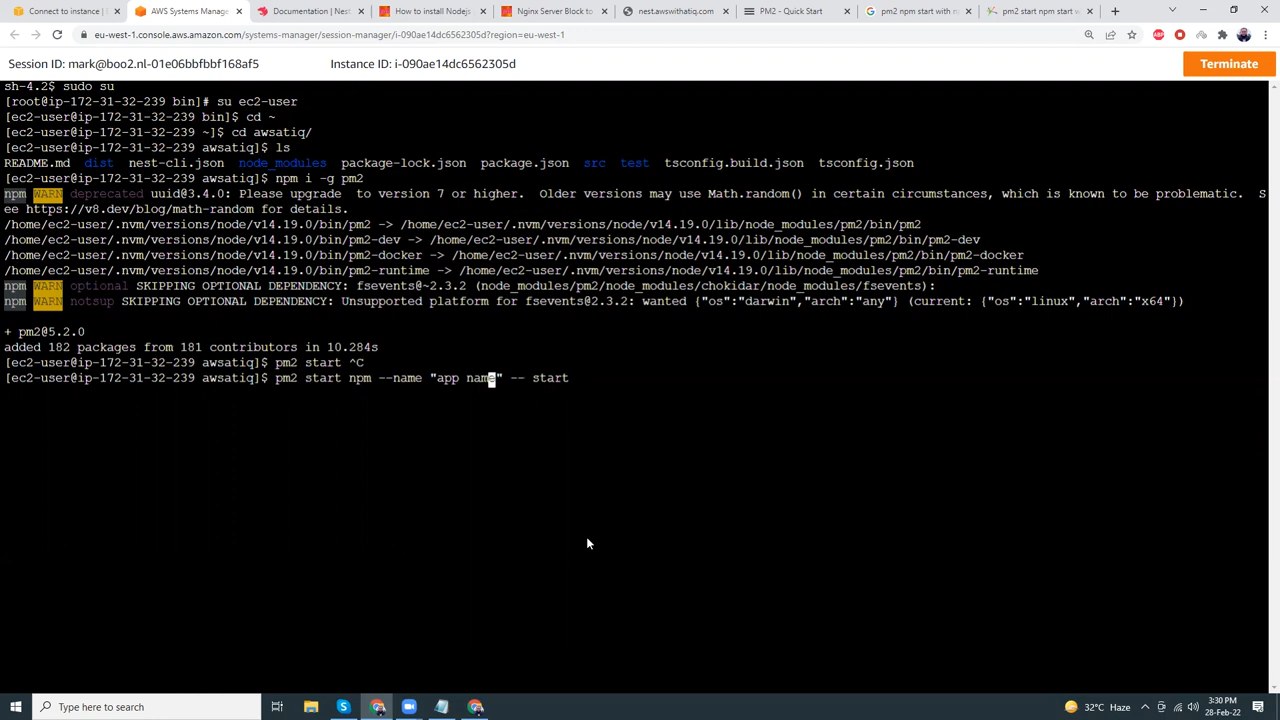 Connect to instance |
AWS Systems Manage
Documentation | Nest
How to install Nodejs
Nginx Server Block to
nest.awswithatiq.com
PM2 - Quick Start
pm2 npm start with n
pm2 start npm start w
eu-west-1.console.aws.amazon.com/systems-manager/session-manager/i-090ae14dc6562305d?region=eu-west-1
Session ID: mark@boo2.nl-01e06bbfbbf168af5 Instance ID: i-090ae14dc6562305d Terminate
sh-4.2$ sudo su
[root@ip-172-31-32-239 bin]# su ec2-user
[ec2-user@ip-172-31-32-239 bin]$ cd ~
[ec2-user@ip-172-31-32-239 ~]$ cd awsatiq/
[ec2-user@ip-172-31-32-239 awsatiq]$ ls
README.md dist nest-cli.json node_modules package-lock.json package.json src test tsconfig.build.json tsconfig.json
[ec2-user@ip-172-31-32-239 awsatiq]$ npm i -g pm2
npm WARN deprecated uuid@3.4.0: Please upgrade to version 7 or higher. Older versions may use Math.random() in certain circumstances, which is known to be problematic. S
ee https://v8.dev/blog/math-random for details.
/home/ec2-user/.nvm/versions/node/v14.19.0/bin/pm2 -> /home/ec2-user/.nvm/versions/node/v14.19.0/lib/node_modules/pm2/bin/pm2
/home/ec2-user/.nvm/versions/node/v14.19.0/bin/pm2-dev -> /home/ec2-user/.nvm/versions/node/v14.19.0/lib/node_modules/pm2/bin/pm2-dev
/home/ec2-user/.nvm/versions/node/v14.19.0/bin/pm2-docker -> /home/ec2-user/.nvm/versions/node/v14.19.0/lib/node_modules/pm2/bin/pm2-docker
/home/ec2-user/.nvm/versions/node/v14.19.0/bin/pm2-runtime -> /home/ec2-user/.nvm/versions/node/v14.19.0/lib/node_modules/pm2/bin/pm2-runtime
npm WARN optional SKIPPING OPTIONAL DEPENDENCY: fsevents@~2.3.2 (node_modules/pm2/node_modules/chokidar/node_modules/fsevents):
npm WARN notsup SKIPPING OPTIONAL DEPENDENCY: Unsupported platform for fsevents@2.3.2: wanted {"os":"darwin","arch":"any"} (current: {"os":"linux","arch":"x64"})
+ pm2@5.2.0
added 182 packages from 181 contributors in 10.284s
[ec2-user@ip-172-31-32-239 awsatiq]$ pm2 start ^C
[ec2-user@ip-172-31-32-239 awsatiq]$ pm2 start npm --name "app name" -- start
Type here to search
32°C Haze
3:30 PM
28-Feb-22